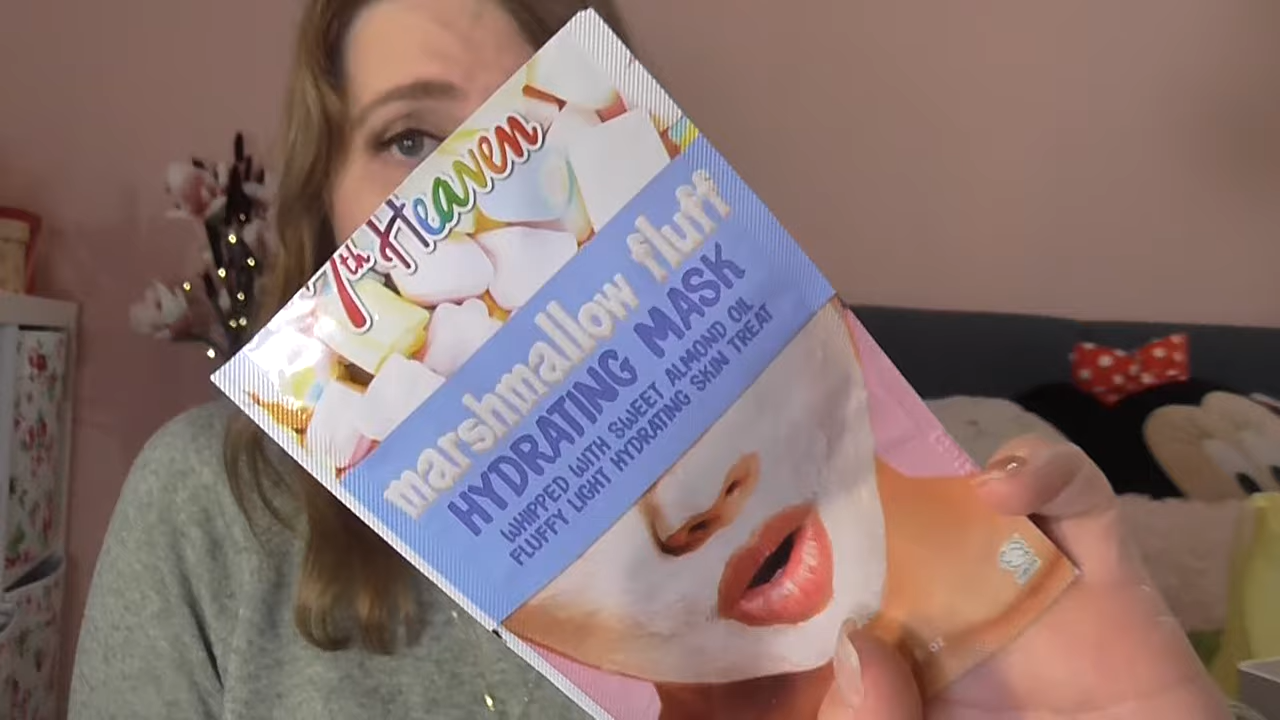 7th Heaven
marshmallow fluff
HYDRATING MASK
WHIPPED WITH SWEET ALMOND OIL
FLUFFY LIGHT HYDRATING SKIN TREAT